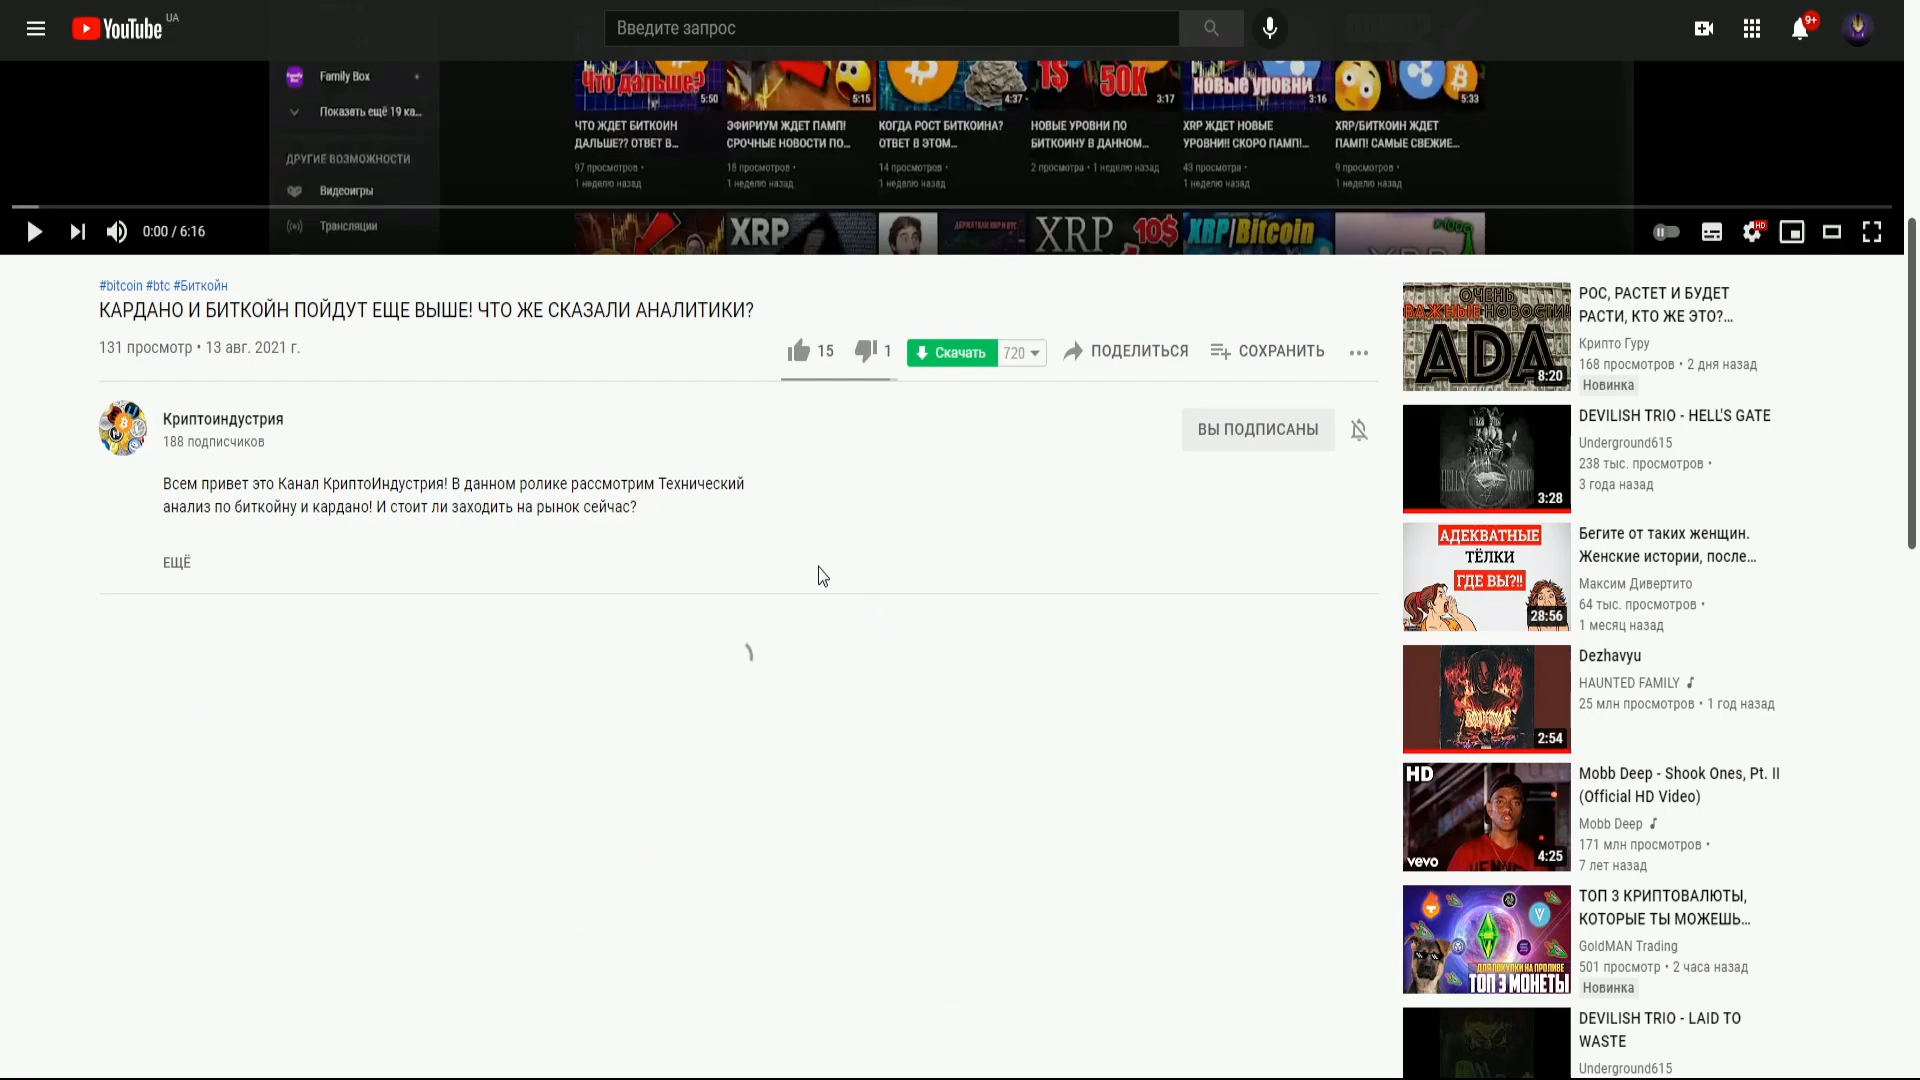 YouTube UA
Введите запрос
9+
Family Box
Показать ещё 19 ка...
ДРУГИЕ ВОЗМОЖНОСТИ
Видеоигры
Трансляции
Что дальше?
5:50
ЧТО ЖДЕТ БИТКОИН
ДАЛЬШЕ?? ОТВЕТ В...
97 просмотров •
1 неделю назад
5:15
ЭФИРИУМ ЖДЕТ ПАМП!
СРОЧНЫЕ НОВОСТИ ПО...
18 просмотров •
1 неделю назад
4:37
КОГДА РОСТ БИТКОИНА?
ОТВЕТ В ЭТОМ...
14 просмотров •
1 неделю назад
1$ 50K
3:17
НОВЫЕ УРОВНИ ПО
БИТКОИНУ В ДАННОМ...
2 просмотра • 1 неделю назад
Новые уровни
3:16
XRP ЖДЕТ НОВЫЕ
УРОВНИ!! СКОРО ПАМП!...
43 просмотра •
1 неделю назад
5:33
XRP/БИТКОИН ЖДЕТ
ПАМП! САМЫЕ СВЕЖИЕ...
9 просмотров •
1 неделю назад
XRP
XRP 10$
XRP|Bitcoin
0:00 / 6:16
HD
#bitcoin #btc #Биткойн
КАРДАНО И БИТКОЙН ПОЙДУТ ЕЩЕ ВЫШЕ! ЧТО ЖЕ СКАЗАЛИ АНАЛИТИКИ?
131 просмотр • 13 авг. 2021 г.
15
1
Скачать
720
ПОДЕЛИТЬСЯ
СОХРАНИТЬ
Криптоиндустрия
188 подписчиков
ВЫ ПОДПИСАНЫ
Всем привет это Канал КриптоИндустрия! В данном ролике рассмотрим Технический
анализ по биткойну и кардано! И стоит ли заходить на рынок сейчас?
ЕЩЁ
ОЧЕНЬ
ВАЖНЫЕ НОВОСТИ!
ADA
8:20
РОС, РАСТЕТ И БУДЕТ
РАСТИ, КТО ЖЕ ЭТО?...
Крипто Гуру
168 просмотров • 2 дня назад
Новинка
3:28
DEVILISH TRIO - HELL'S GATE
Underground615
238 тыс. просмотров •
3 года назад
АДЕКВАТНЫЕ
ТЁЛКИ
ГДЕ ВЫ?!!
28:56
Бегите от таких женщин.
Женские истории, после...
Максим Дивертито
64 тыс. просмотров •
1 месяц назад
2:54
Dezhavyu
HAUNTED FAMILY
25 млн просмотров • 1 год назад
HD
vevo
4:25
Mobb Deep - Shook Ones, Pt. II
(Official HD Video)
Mobb Deep
171 млн просмотров •
7 лет назад
ДЛЯ ПОКУПКИ НА ПРОЛИВЕ
ТОП 3 МОНЕТЫ
ТОП 3 КРИПТОВАЛЮТЫ,
КОТОРЫЕ ТЫ МОЖЕШЬ...
GoldMAN Trading
501 просмотр • 2 часа назад
Новинка
DEVILISH TRIO - LAID TO
WASTE
Underground615